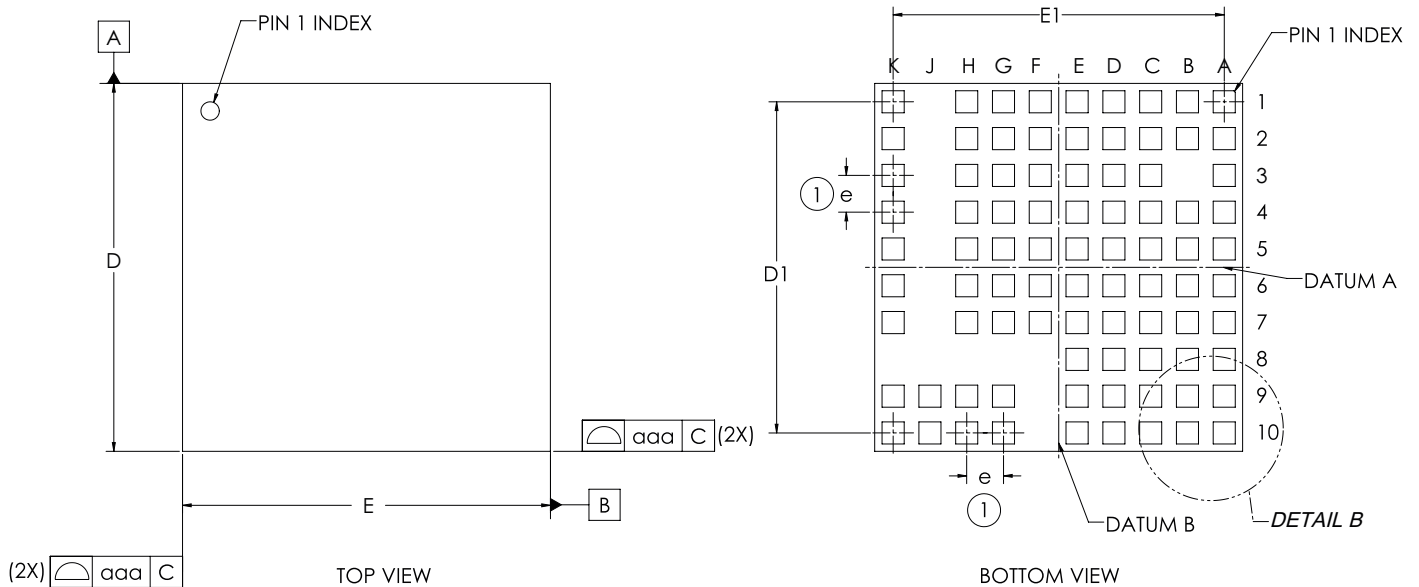 PIN 1 INDEX
A
D
E
B
aaa C (2X)
(2X) aaa C
TOP VIEW
E1
PIN 1 INDEX
K J H G F E D C B A
1
2
3
4
5
6
7
8
9
10
1 e
D1
DATUM A
e
1
DATUM B
DETAIL B
BOTTOM VIEW